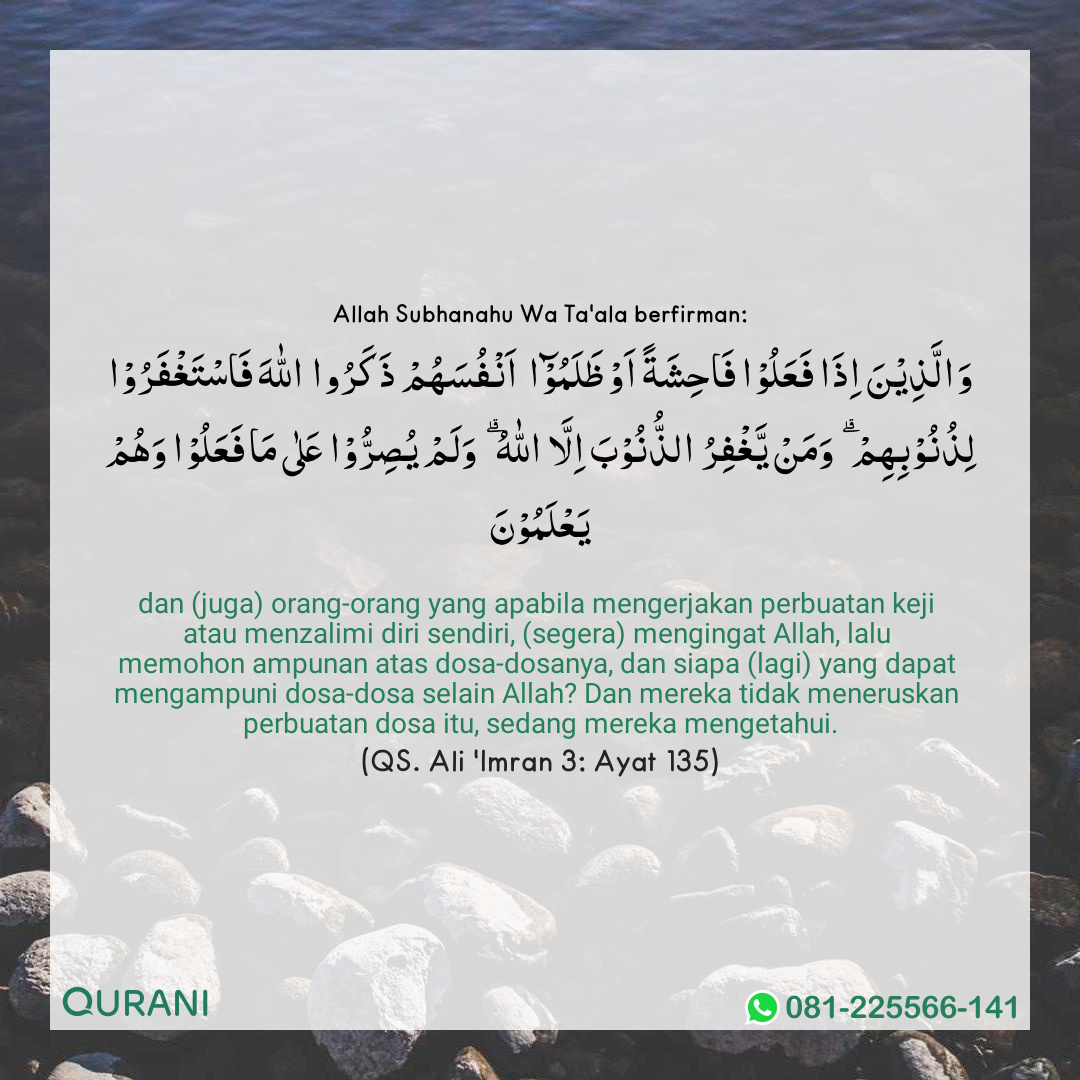 Allah Subhanahu Wa Ta'ala berfirman:
وَالَّذِيْنَ اِذَا فَعَلُوْا فَاحِشَةً اَوْ ظَلَمُوْٓا اَنْفُسَهُمْ ذَكَرُوا اللّٰهَ فَاسْتَغْفَرُوْا
لِذُنُوْبِهِمْۗ وَمَنْ يَّغْفِرُ الذُّنُوْبَ اِلَّا اللّٰهُۗ وَلَمْ يُصِرُّوْا عَلٰى مَا فَعَلُوْا وَهُمْ
يَعْلَمُوْنَ
dan (juga) orang-orang yang apabila mengerjakan perbuatan keji
atau menzalimi diri sendiri, (segera) mengingat Allah, lalu
memohon ampunan atas dosa-dosanya, dan siapa (lagi) yang dapat
mengampuni dosa-dosa selain Allah? Dan mereka tidak meneruskan
perbuatan dosa itu, sedang mereka mengetahui.
(QS. Ali 'Imran 3: Ayat 135)
QURANI
081-225566-141